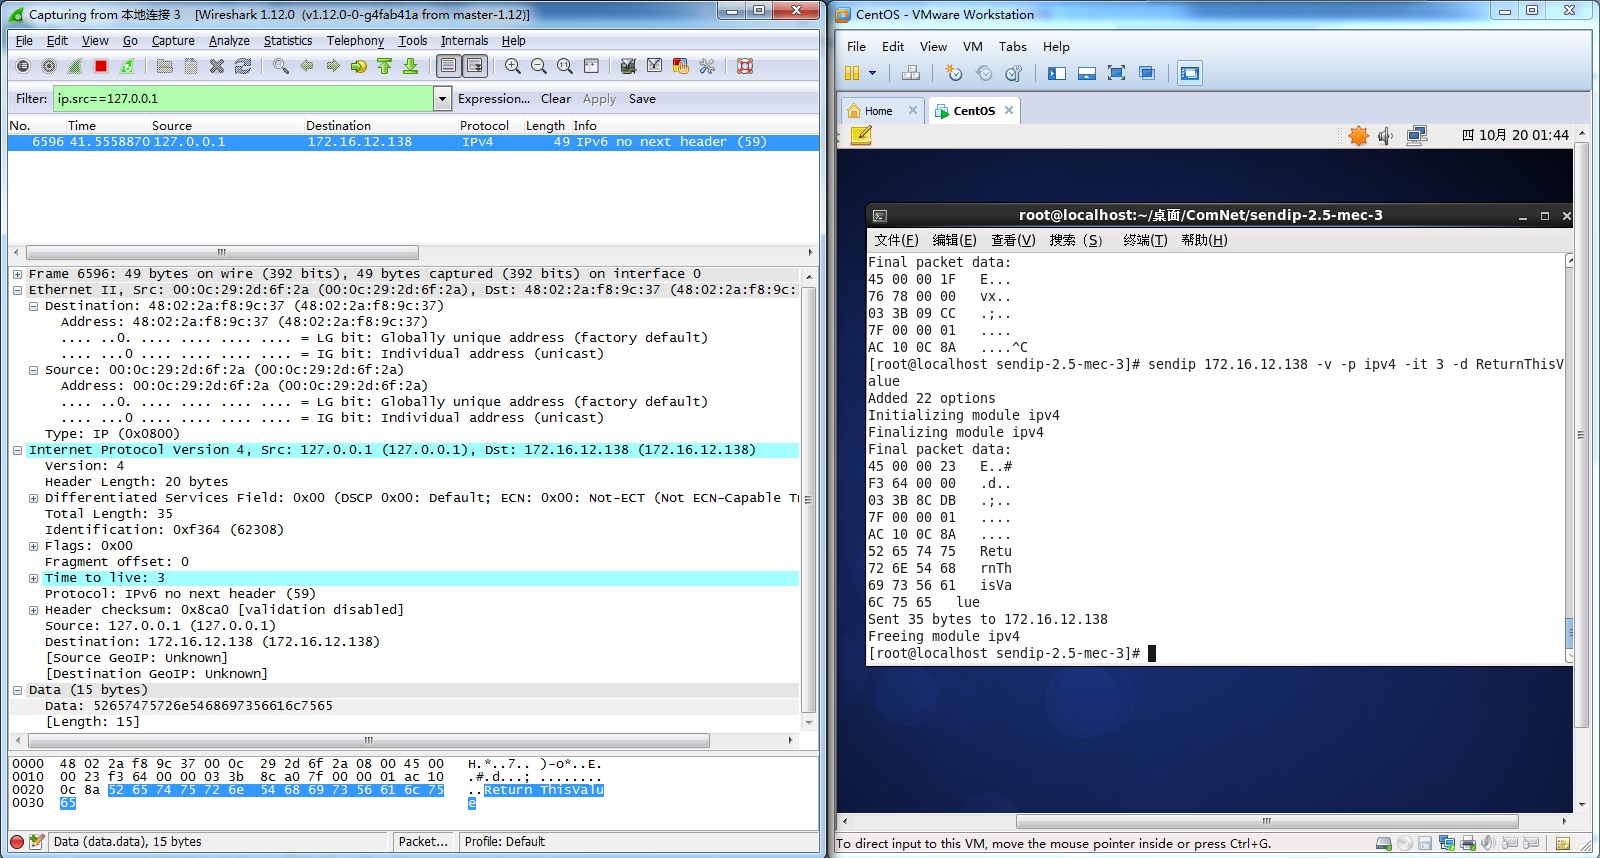 Capturing from 本地连接 3    [Wireshark 1.12.0  (v1.12.0-0-g4fab41a from master-1.12)]
File Edit View Go Capture Analyze Statistics Telephony Tools Internals Help
Filter: ip.src==127.0.0.1 Expression... Clear Apply Save
No. Time Source Destination Protocol Length Info
6596 41.5558870 127.0.0.1 172.16.12.138 IPv4 49 IPv6 no next header (59)
Frame 6596: 49 bytes on wire (392 bits), 49 bytes captured (392 bits) on interface 0
Ethernet II, Src: 00:0c:29:2d:6f:2a (00:0c:29:2d:6f:2a), Dst: 48:02:2a:f8:9c:37 (48:02:2a:f8:9c:
Destination: 48:02:2a:f8:9c:37 (48:02:2a:f8:9c:37)
Address: 48:02:2a:f8:9c:37 (48:02:2a:f8:9c:37)
.... ..0. .... .... .... .... = LG bit: Globally unique address (factory default)
.... ...0 .... .... .... .... = IG bit: Individual address (unicast)
Source: 00:0c:29:2d:6f:2a (00:0c:29:2d:6f:2a)
Address: 00:0c:29:2d:6f:2a (00:0c:29:2d:6f:2a)
.... ..0. .... .... .... .... = LG bit: Globally unique address (factory default)
.... ...0 .... .... .... .... = IG bit: Individual address (unicast)
Type: IP (0x0800)
Internet Protocol Version 4, Src: 127.0.0.1 (127.0.0.1), Dst: 172.16.12.138 (172.16.12.138)
Version: 4
Header Length: 20 bytes
Differentiated Services Field: 0x00 (DSCP 0x00: Default; ECN: 0x00: Not-ECT (Not ECN-Capable T
Total Length: 35
Identification: 0xf364 (62308)
Flags: 0x00
Fragment offset: 0
Time to live: 3
Protocol: IPv6 no next header (59)
Header checksum: 0x8ca0 [validation disabled]
Source: 127.0.0.1 (127.0.0.1)
Destination: 172.16.12.138 (172.16.12.138)
[Source GeoIP: Unknown]
[Destination GeoIP: Unknown]
Data (15 bytes)
Data: 52657475726e5468697356616c7565
[Length: 15]
0000 48 02 2a f8 9c 37 00 0c 29 2d 6f 2a 08 00 45 00 H.*..7.. )-o*..E.
0010 00 23 f3 64 00 00 03 3b 8c a0 7f 00 00 01 ac 10 .#.d...; ........
0020 0c 8a 52 65 74 75 72 6e 54 68 69 73 56 61 6c 75 ..Return ThisValu
0030 65 e
Data (data.data), 15 bytes Packet... Profile: Default
CentOS - VMware Workstation
File Edit View VM Tabs Help
Home CentOS
四 10月 20 01:44
root@localhost:~/桌面/ComNet/sendip-2.5-mec-3
文件(F) 编辑(E) 查看(V) 搜索 (S) 终端(T) 帮助(H)
Final packet data:
45 00 00 1F E...
76 78 00 00 vx..
03 3B 09 CC .;..
7F 00 00 01 ....
AC 10 0C 8A ....^C
[root@localhost sendip-2.5-mec-3]# sendip 172.16.12.138 -v -p ipv4 -it 3 -d ReturnThisV
alue
Added 22 options
Initializing module ipv4
Finalizing module ipv4
Final packet data:
45 00 00 23 E..#
F3 64 00 00 .d..
03 3B 8C DB .;..
7F 00 00 01 ....
AC 10 0C 8A ....
52 65 74 75 Retu
72 6E 54 68 rnTh
69 73 56 61 isVa
6C 75 65 lue
Sent 35 bytes to 172.16.12.138
Freeing module ipv4
[root@localhost sendip-2.5-mec-3]#
To direct input to this VM, move the mouse pointer inside or press Ctrl+G.